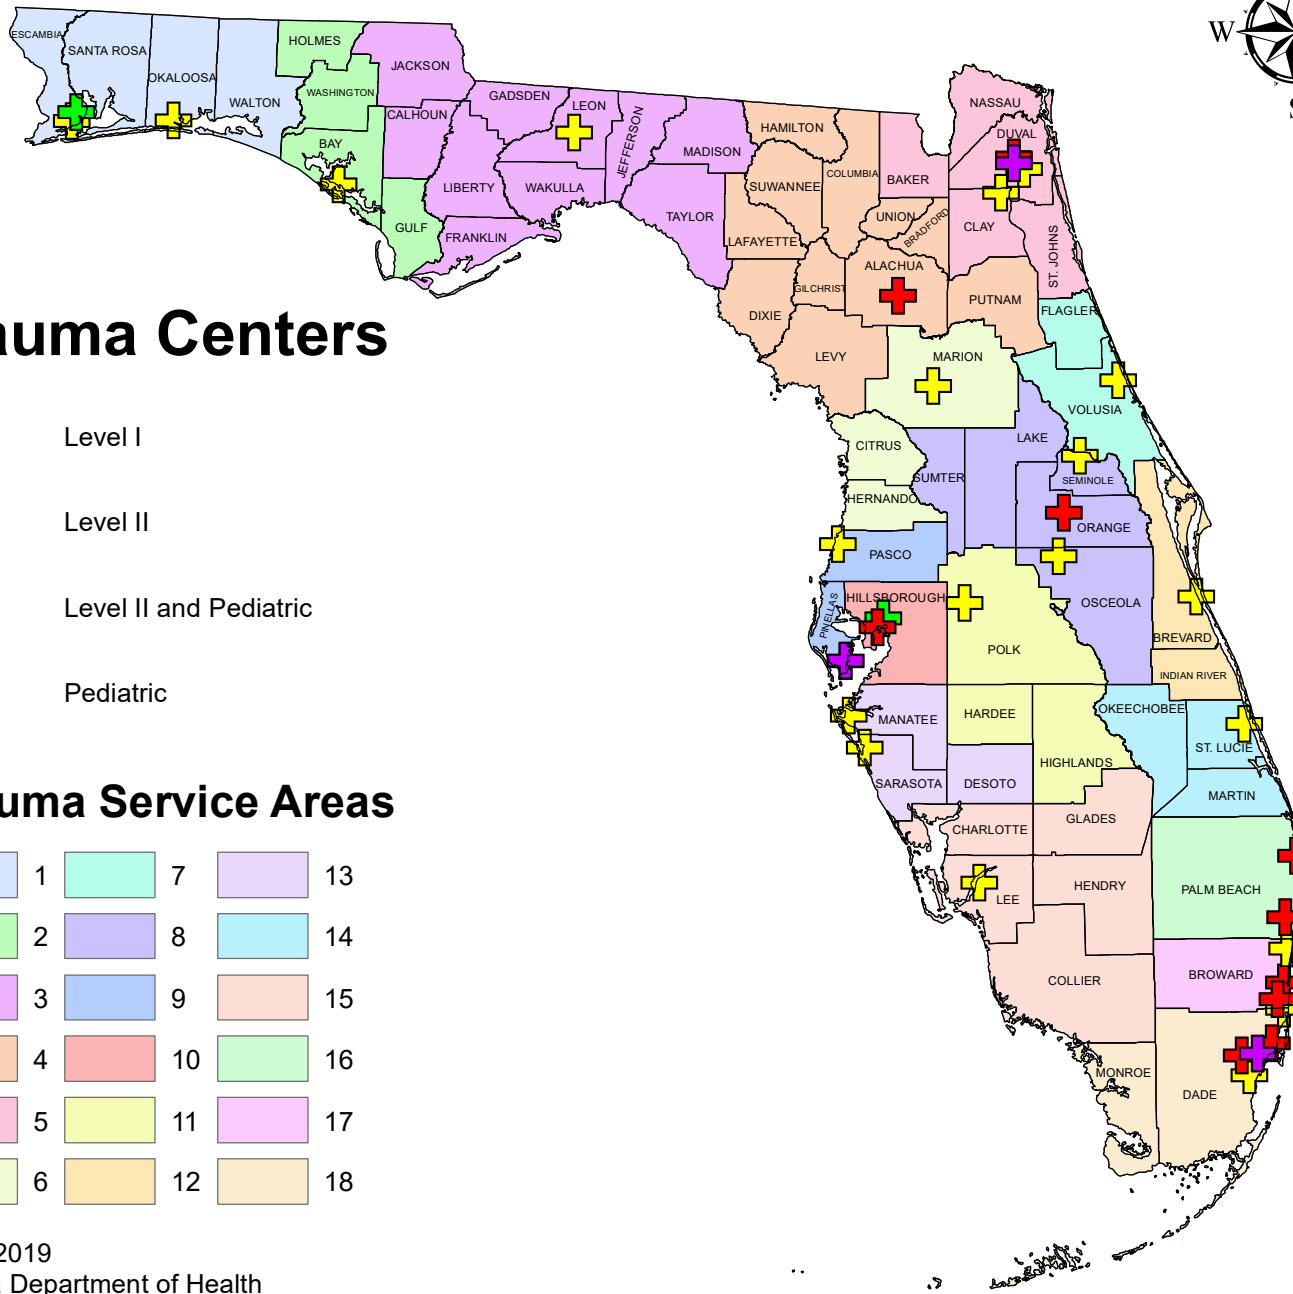 W
S
ESCAMBIA
SANTA ROSA
OKALOOSA
WALTON
HOLMES
WASHINGTON
BAY
JACKSON
CALHOUN
GULF
GADSDEN
LIBERTY
FRANKLIN
LEON
WAKULLA
JEFFERSON
MADISON
TAYLOR
HAMILTON
SUWANNEE
LAFAYETTE
COLUMBIA
DIXIE
GILCHRIST
BAKER
UNION
BRADFORD
ALACHUA
LEVY
NASSAU
DUVAL
CLAY
ST. JOHNS
PUTNAM
FLAGLER
MARION
VOLUSIA
CITRUS
HERNANDO
SUMTER
LAKE
SEMINOLE
ORANGE
PASCO
PINELLAS
HILLSBOROUGH
POLK
OSCEOLA
BREVARD
INDIAN RIVER
MANATEE
HARDEE
HIGHLANDS
OKEECHOBEE
ST. LUCIE
SARASOTA
DESOTO
MARTIN
CHARLOTTE
GLADES
LEE
HENDRY
PALM BEACH
COLLIER
BROWARD
MONROE
DADE
auma Centers
Level I
Level II
Level II and Pediatric
Pediatric
uma Service Areas
1 7 13
2 8 14
3 9 15
4 10 16
5 11 17
6 12 18
2019
Department of Health